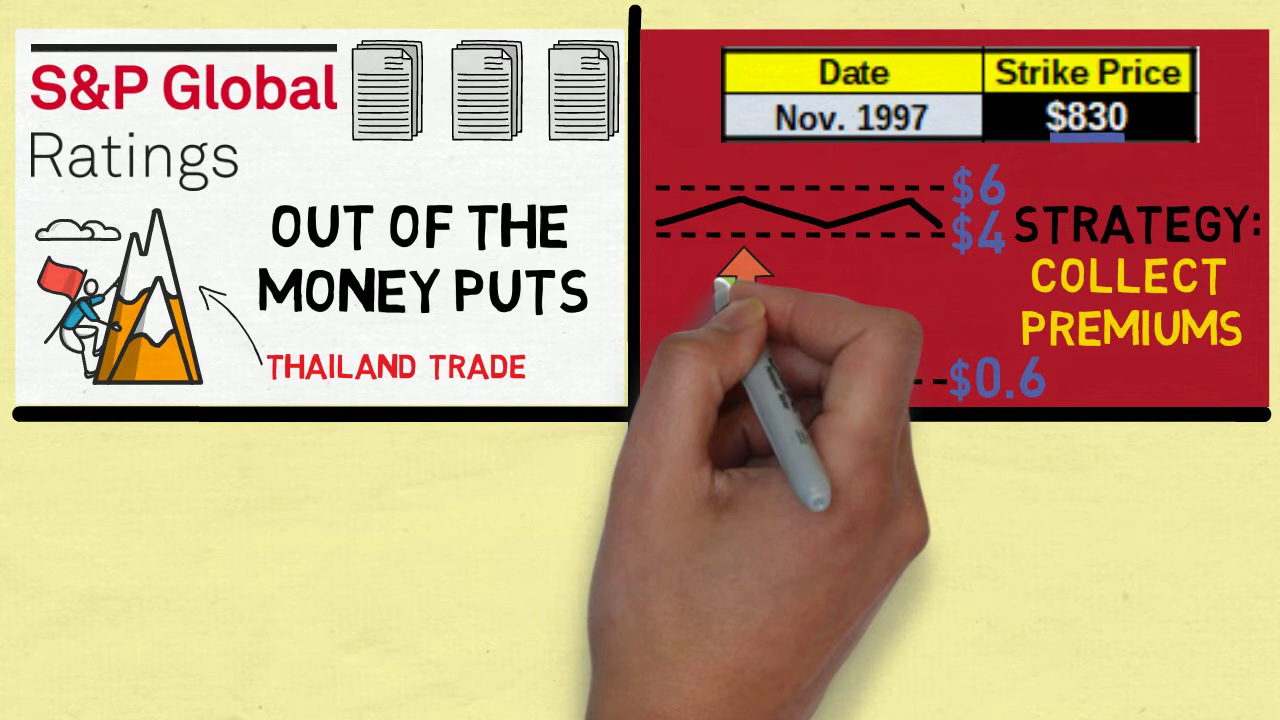 S&P Global
Ratings
OUT OF THE
MONEY PUTS
THAILAND TRADE
Date Strike Price
Nov. 1997 $830
$6
$4
STRATEGY:
COLLECT
PREMIUMS
$0.6